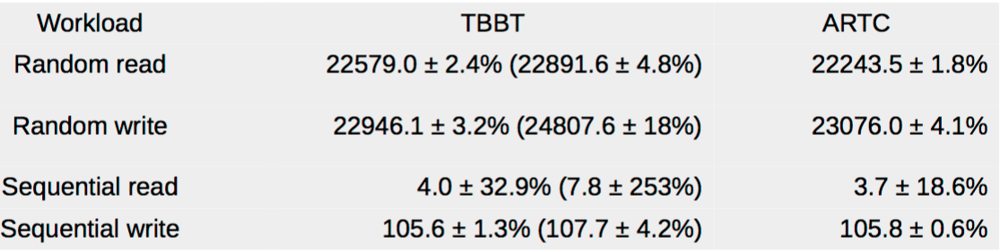 Workload TBBT ARTC
Random read 22579.0 ± 2.4% (22891.6 ± 4.8%) 22243.5 ± 1.8%
Random write 22946.1 ± 3.2% (24807.6 ± 18%) 23076.0 ± 4.1%
Sequential read 4.0 ± 32.9% (7.8 ± 253%) 3.7 ± 18.6%
Sequential write 105.6 ± 1.3% (107.7 ± 4.2%) 105.8 ± 0.6%